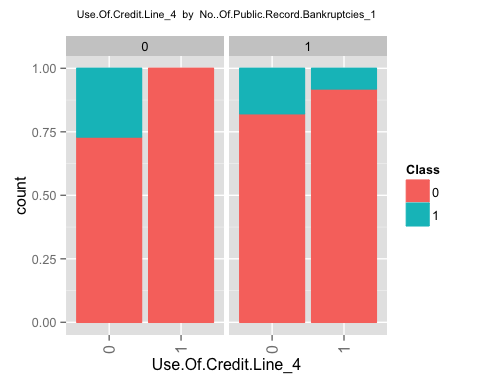 Use.Of.Credit.Line_4 by No..Of.Public.Record.Bankruptcies_1
0 1
1.00
0.75
0.50
0.25
0.00
count
0 1 0 1
Use.Of.Credit.Line_4
Class
0
1